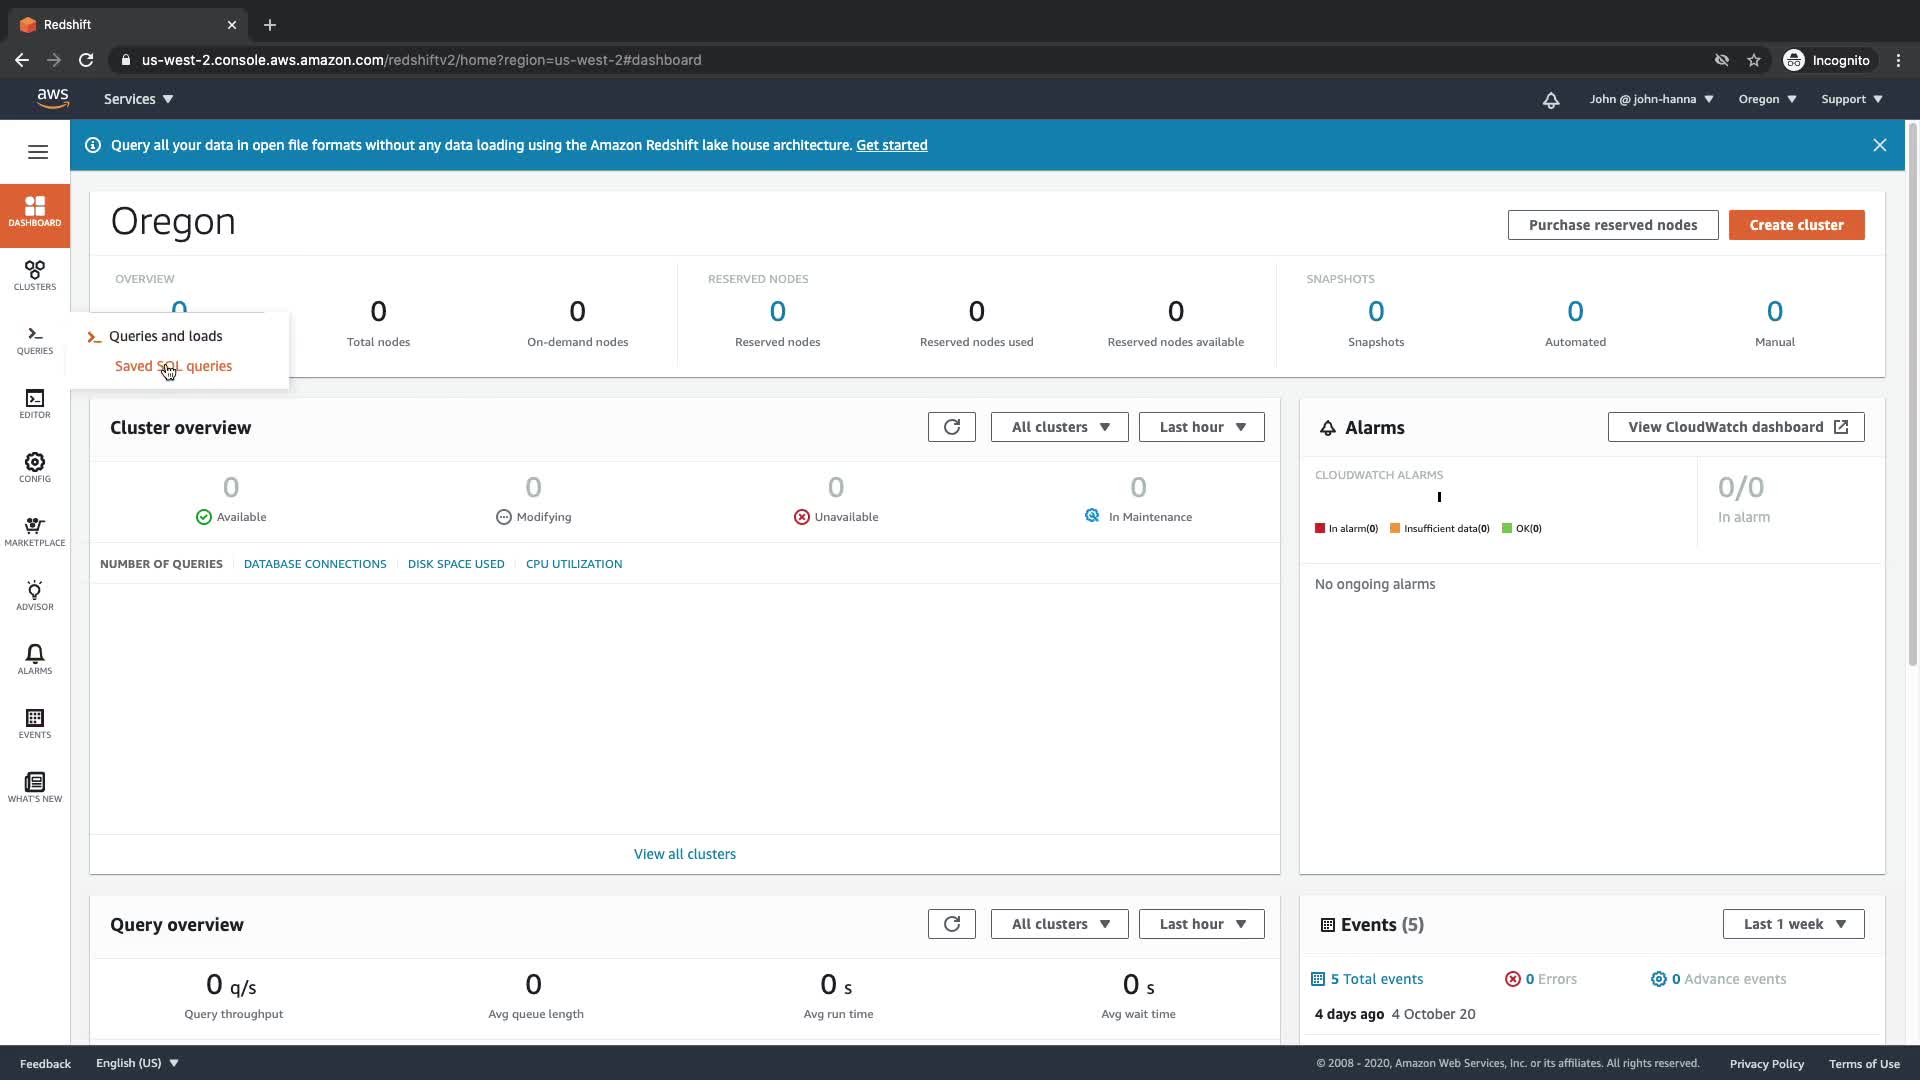 Redshift
us-west-2.console.aws.amazon.com/redshiftv2/home?region=us-west-2#dashboard
Incognito
aws
Services
John @ john-hanna
Oregon
Support
Query all your data in open file formats without any data loading using the Amazon Redshift lake house architecture. Get started
DASHBOARD
CLUSTERS
QUERIES
EDITOR
CONFIG
MARKETPLACE
ADVISOR
ALARMS
EVENTS
WHAT'S NEW
Queries and loads
Saved SQL queries
Oregon
Purchase reserved nodes
Create cluster
OVERVIEW
0
Total nodes
0
On-demand nodes
RESERVED NODES
0
Reserved nodes
0
Reserved nodes used
0
Reserved nodes available
SNAPSHOTS
0
Snapshots
0
Automated
0
Manual
Cluster overview
All clusters
Last hour
0
Available
0
Modifying
0
Unavailable
0
In Maintenance
NUMBER OF QUERIES
DATABASE CONNECTIONS
DISK SPACE USED
CPU UTILIZATION
View all clusters
Alarms
View CloudWatch dashboard
CLOUDWATCH ALARMS
In alarm(0)
Insufficient data(0)
OK(0)
0/0
In alarm
No ongoing alarms
Query overview
All clusters
Last hour
0 q/s
Query throughput
0
Avg queue length
0 s
Avg run time
0 s
Avg wait time
Events (5)
Last 1 week
5 Total events
0 Errors
0 Advance events
4 days ago 4 October 20
Feedback
English (US)
© 2008 - 2020, Amazon Web Services, Inc. or its affiliates. All rights reserved.
Privacy Policy
Terms of Use